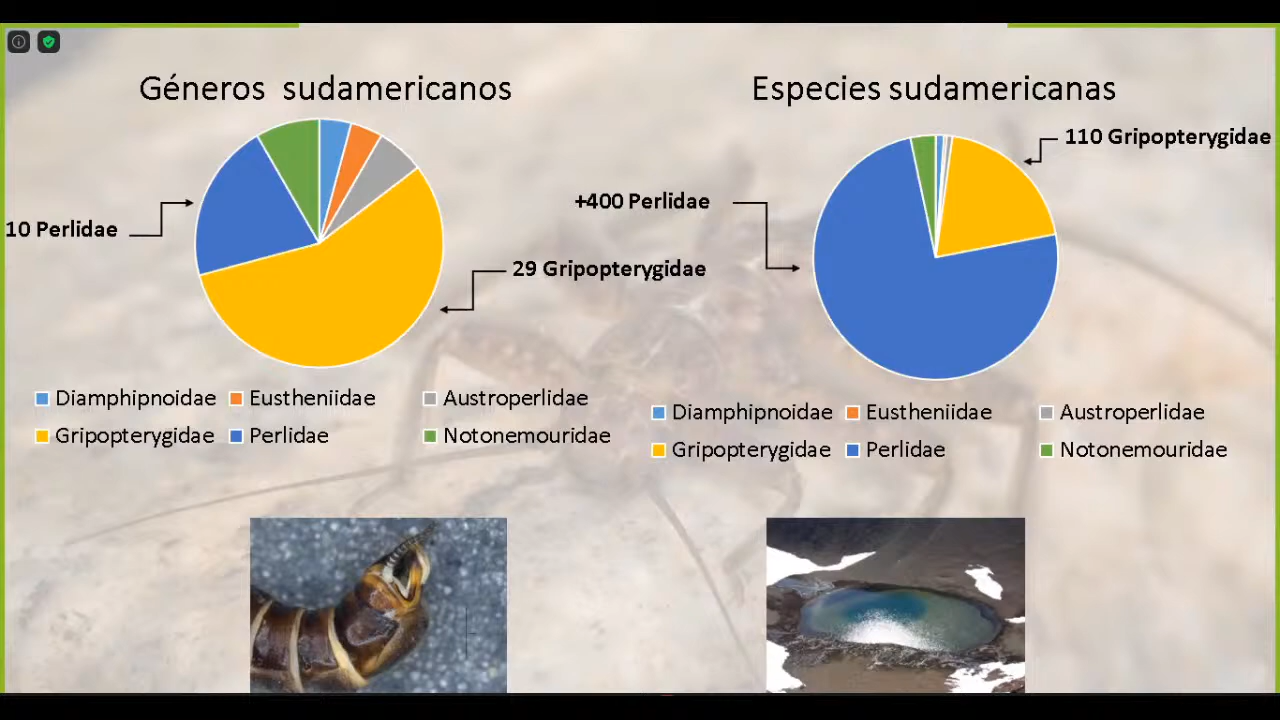 Géneros sudamericanos
10 Perlidae
29 Gripopterygidae
Diamphipnoidae Eustheniidae Austroperlidae
Gripopterygidae Perlidae Notonemouridae
Especies sudamericanas
110 Gripopterygidae
+400 Perlidae
Diamphipnoidae Eustheniidae Austroperlidae
Gripopterygidae Perlidae Notonemouridae